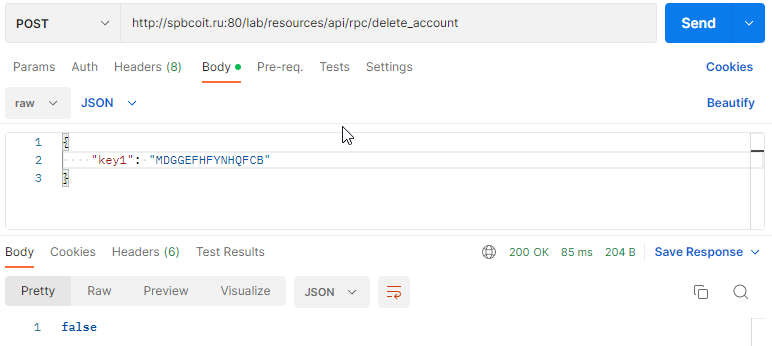 POST http://spbcoit.ru:80/lab/resources/api/rpc/delete_account Send
Params Auth Headers (8) Body Pre-req. Tests Settings Cookies
raw JSON Beautify
1 {
2 "key1": "MDGGEFHFYNHQFCB"
3 }
Body Cookies Headers (6) Test Results 200 OK 85 ms 204 B Save Response
Pretty Raw Preview Visualize JSON
1 false